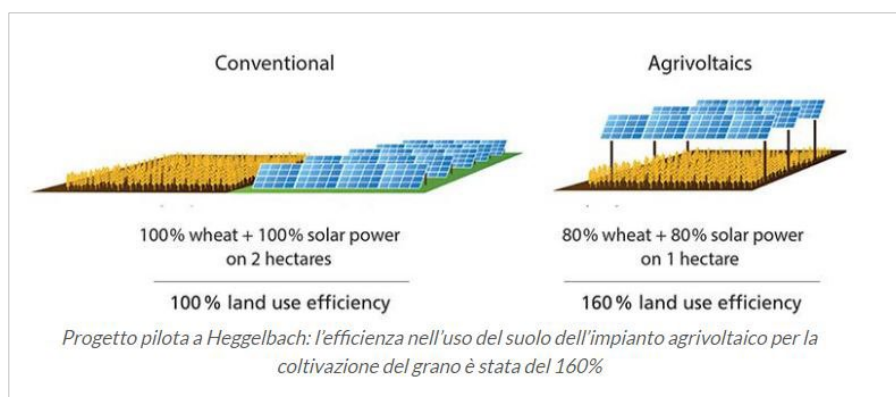 Conventional
Agrivoltaics
100% wheat + 100% solar power
on 2 hectares
80% wheat + 80% solar power
on 1 hectare
100% land use efficiency
160% land use efficiency
Progetto pilota a Heggelbach: l'efficienza nell'uso del suolo dell'impianto agrivoltaico per la
coltivazione del grano è stata del 160%